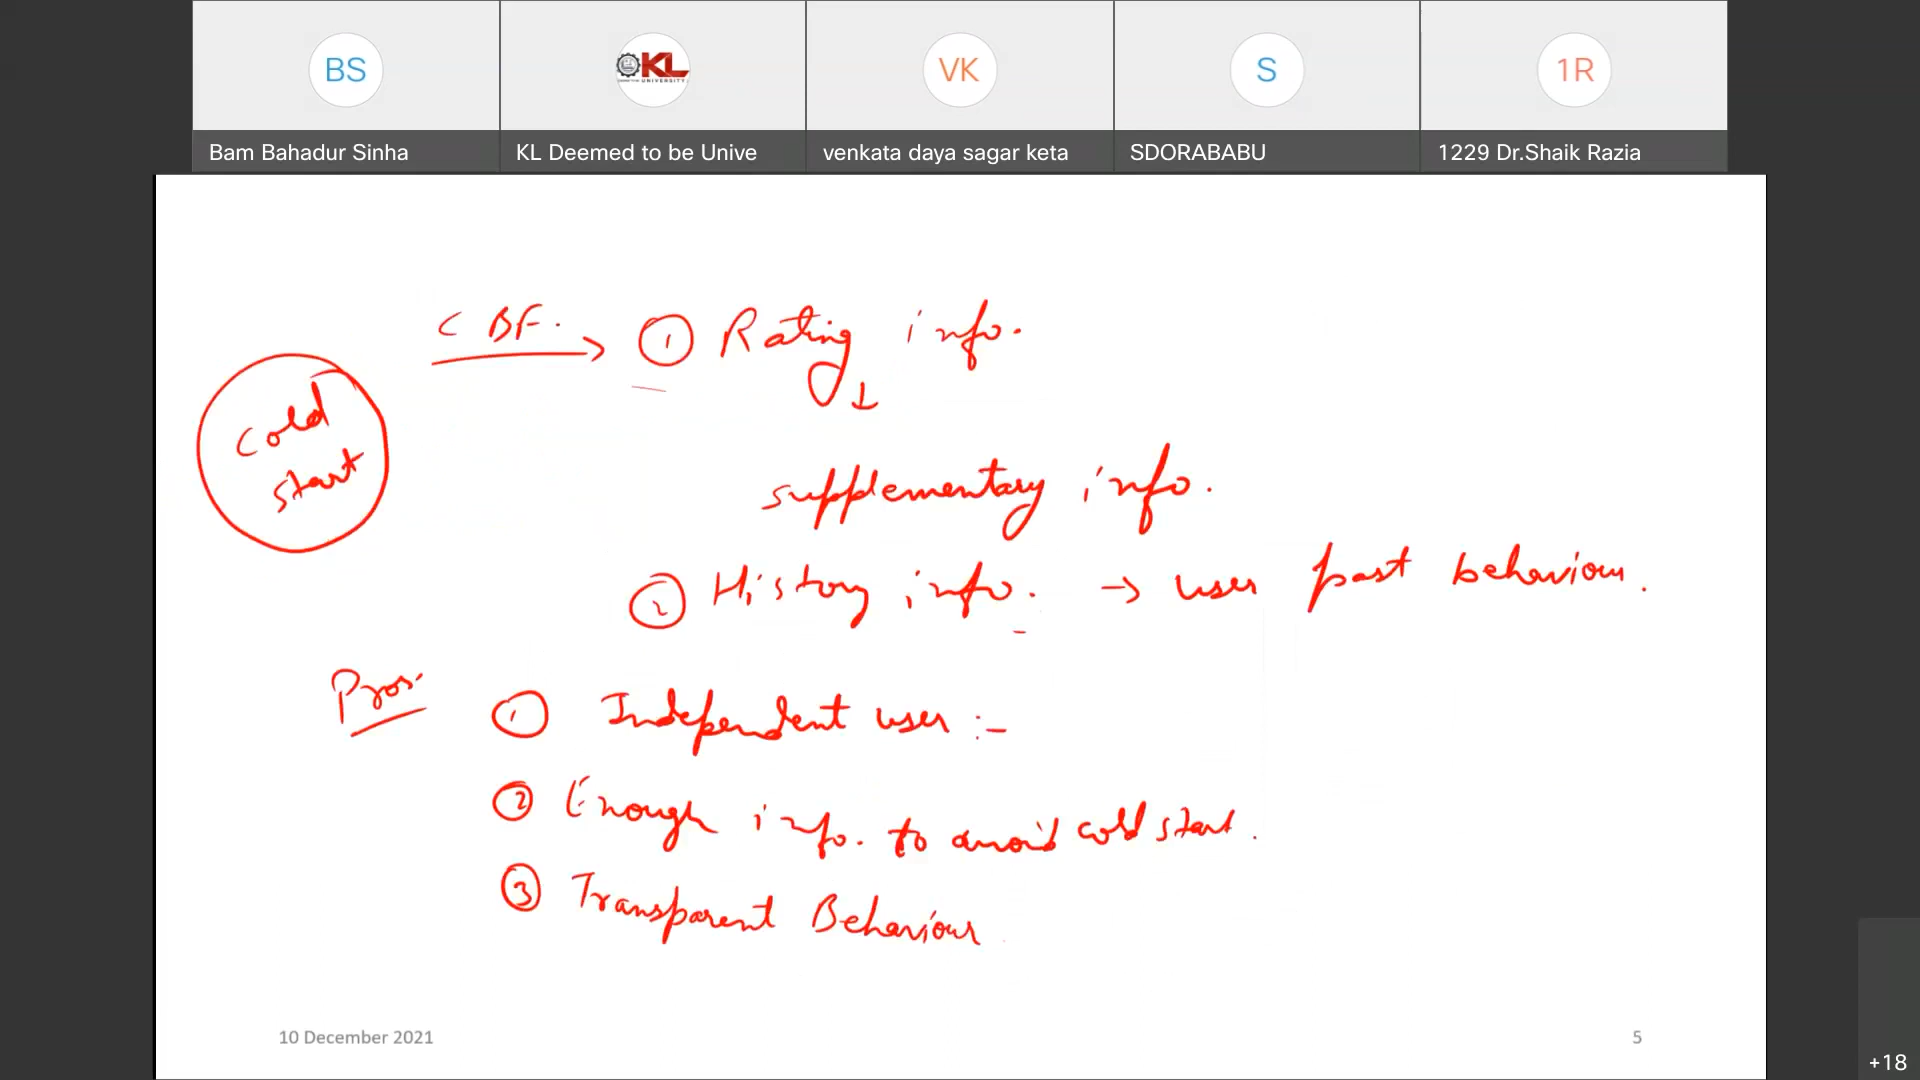 BS
KL
UNIVERSITY
VK
S
1R
Bam Bahadur Sinha
KL Deemed to be Unive
venkata daya sagar keta
SDORABABU
1229 Dr.Shaik Razia
CBF. → ① Rating info.
cold
start
↓
supplementary info.
② History info. → user past behaviour.
Pros:
① Independent user :-
② Enough info. to avoid cold start.
③ Transparent Behaviour
10 December 2021
5
+18